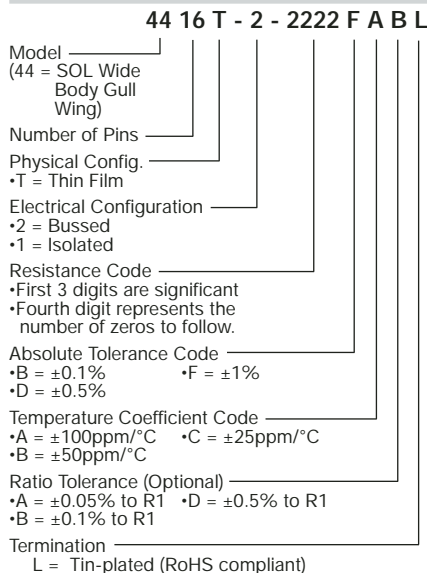 44 16 T - 2 - 2222 F A B L
Model
(44 = SOL Wide
Body Gull
Wing)
Number of Pins
Physical Config.
•T = Thin Film
Electrical Configuration
•2 = Bussed
•1 = Isolated
Resistance Code
•First 3 digits are significant
•Fourth digit represents the
number of zeros to follow.
Absolute Tolerance Code
•B = ±0.1% •F = ±1%
•D = ±0.5%
Temperature Coefficient Code
•A = ±100ppm/°C •C = ±25ppm/°C
•B = ±50ppm/°C
Ratio Tolerance (Optional)
•A = ±0.05% to R1 •D = ±0.5% to R1
•B = ±0.1% to R1
Termination
L = Tin-plated (RoHS compliant)